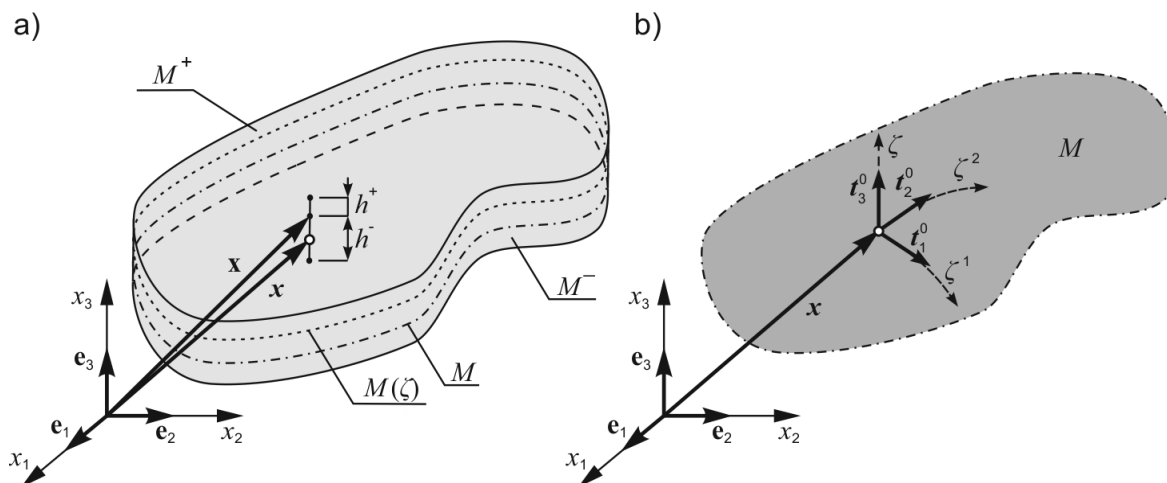 a)
M⁺
h⁺
h⁻
x
x
M⁻
x₃
e₃
M
M(ζ)
e₁
e₂
x₂
x₁
b)
ζ
M
t₃⁰
t₂⁰
ζ²
t₁⁰
ζ¹
x
x₃
e₃
e₁
e₂
x₂
x₁